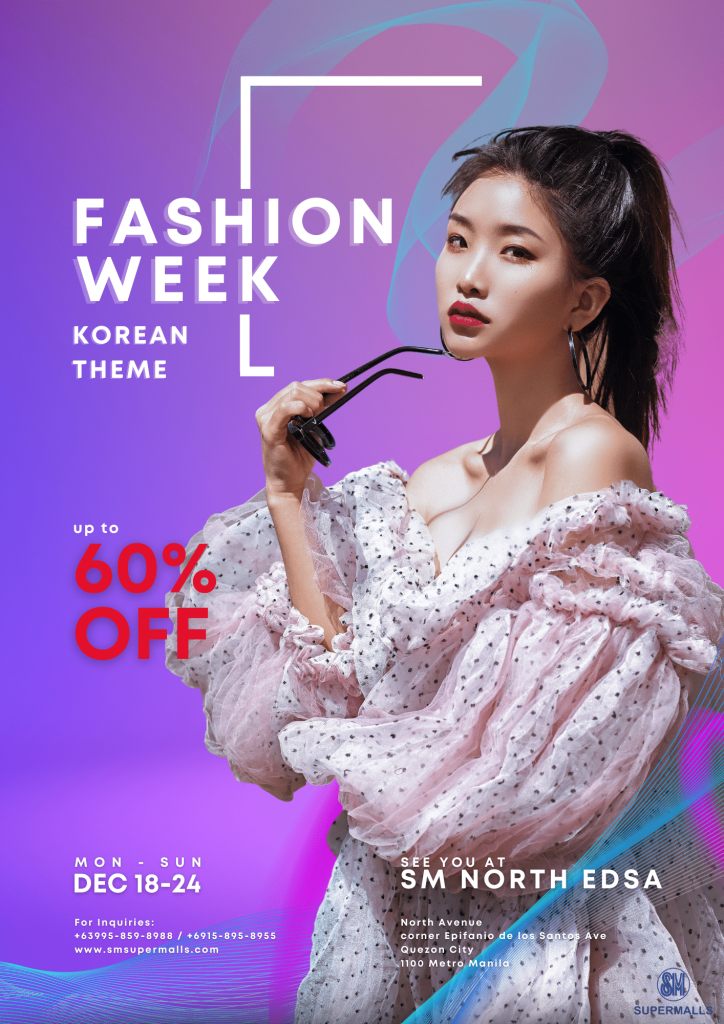 FASHION
WEEK
KOREAN
THEME
up to
60%
OFF
MON - SUN
DEC 18-24
For Inquiries:
+63995-859-8988 / +6915-895-8955
www.smsupermalls.com
SEE YOU AT
SM NORTH EDSA
North Avenue
corner Epifanio de los Santos Ave
Quezon City
1100 Metro Manila
SM
SUPERMALLS